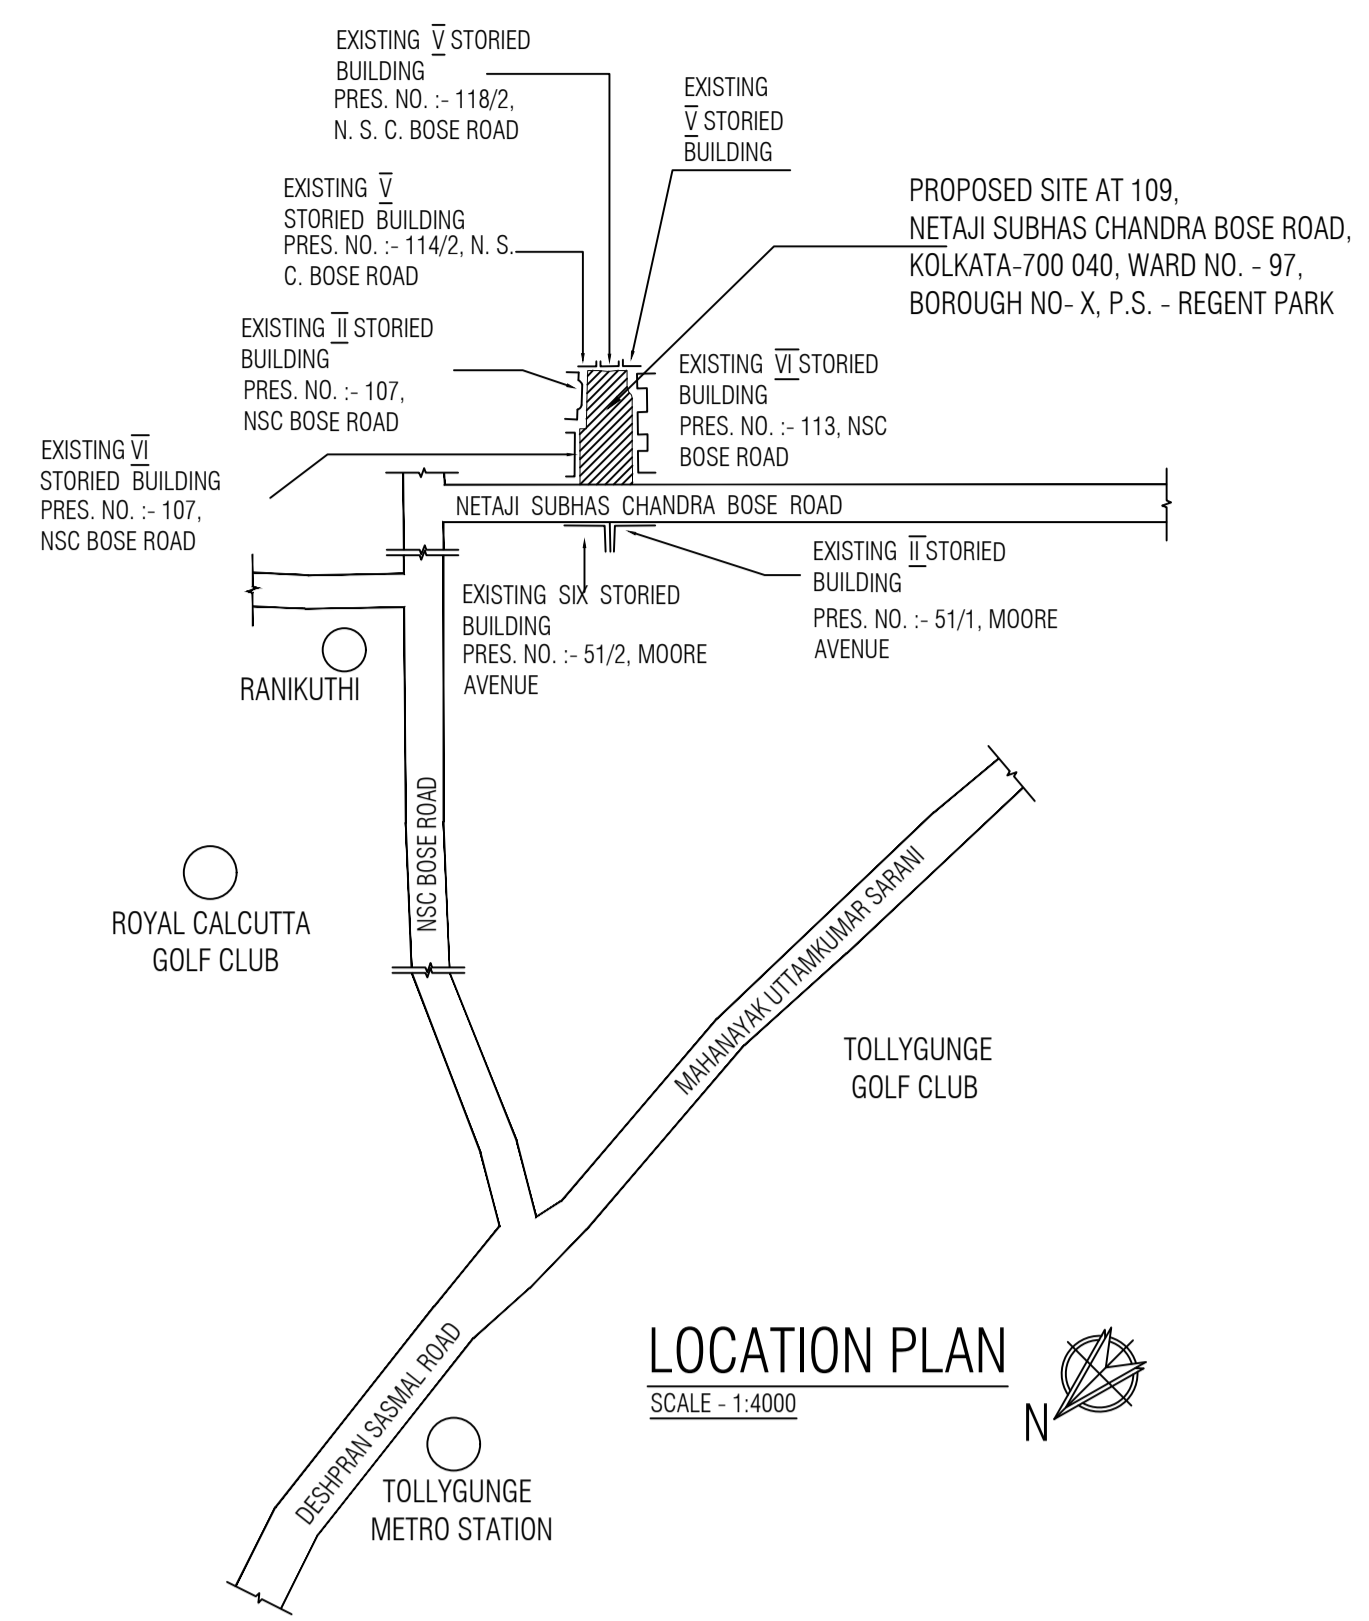 EXISTING V STORIED
BUILDING
PRES. NO. :- 118/2,
N. S. C. BOSE ROAD
EXISTING
V STORIED
BUILDING
EXISTING V
STORIED BUILDING
PRES. NO. :- 114/2, N. S.
C. BOSE ROAD
PROPOSED SITE AT 109,
NETAJI SUBHAS CHANDRA BOSE ROAD,
KOLKATA-700 040, WARD NO. - 97,
BOROUGH NO- X, P.S. - REGENT PARK
EXISTING II STORIED
BUILDING
PRES. NO. :- 107,
NSC BOSE ROAD
EXISTING VI STORIED
BUILDING
PRES. NO. :- 113, NSC
BOSE ROAD
EXISTING VI
STORIED BUILDING
PRES. NO. :- 107,
NSC BOSE ROAD
NETAJI SUBHAS CHANDRA BOSE ROAD
EXISTING SIX STORIED
BUILDING
PRES. NO. :- 51/2, MOORE
AVENUE
EXISTING II STORIED
BUILDING
PRES. NO. :- 51/1, MOORE
AVENUE
RANIKUTHI
NSC BOSE ROAD
ROYAL CALCUTTA
GOLF CLUB
MAHANAYAK UTTAMKUMAR SARANI
TOLLYGUNGE
GOLF CLUB
DESHPRAN SASMAL ROAD
TOLLYGUNGE
METRO STATION
LOCATION PLAN
SCALE - 1:4000
N